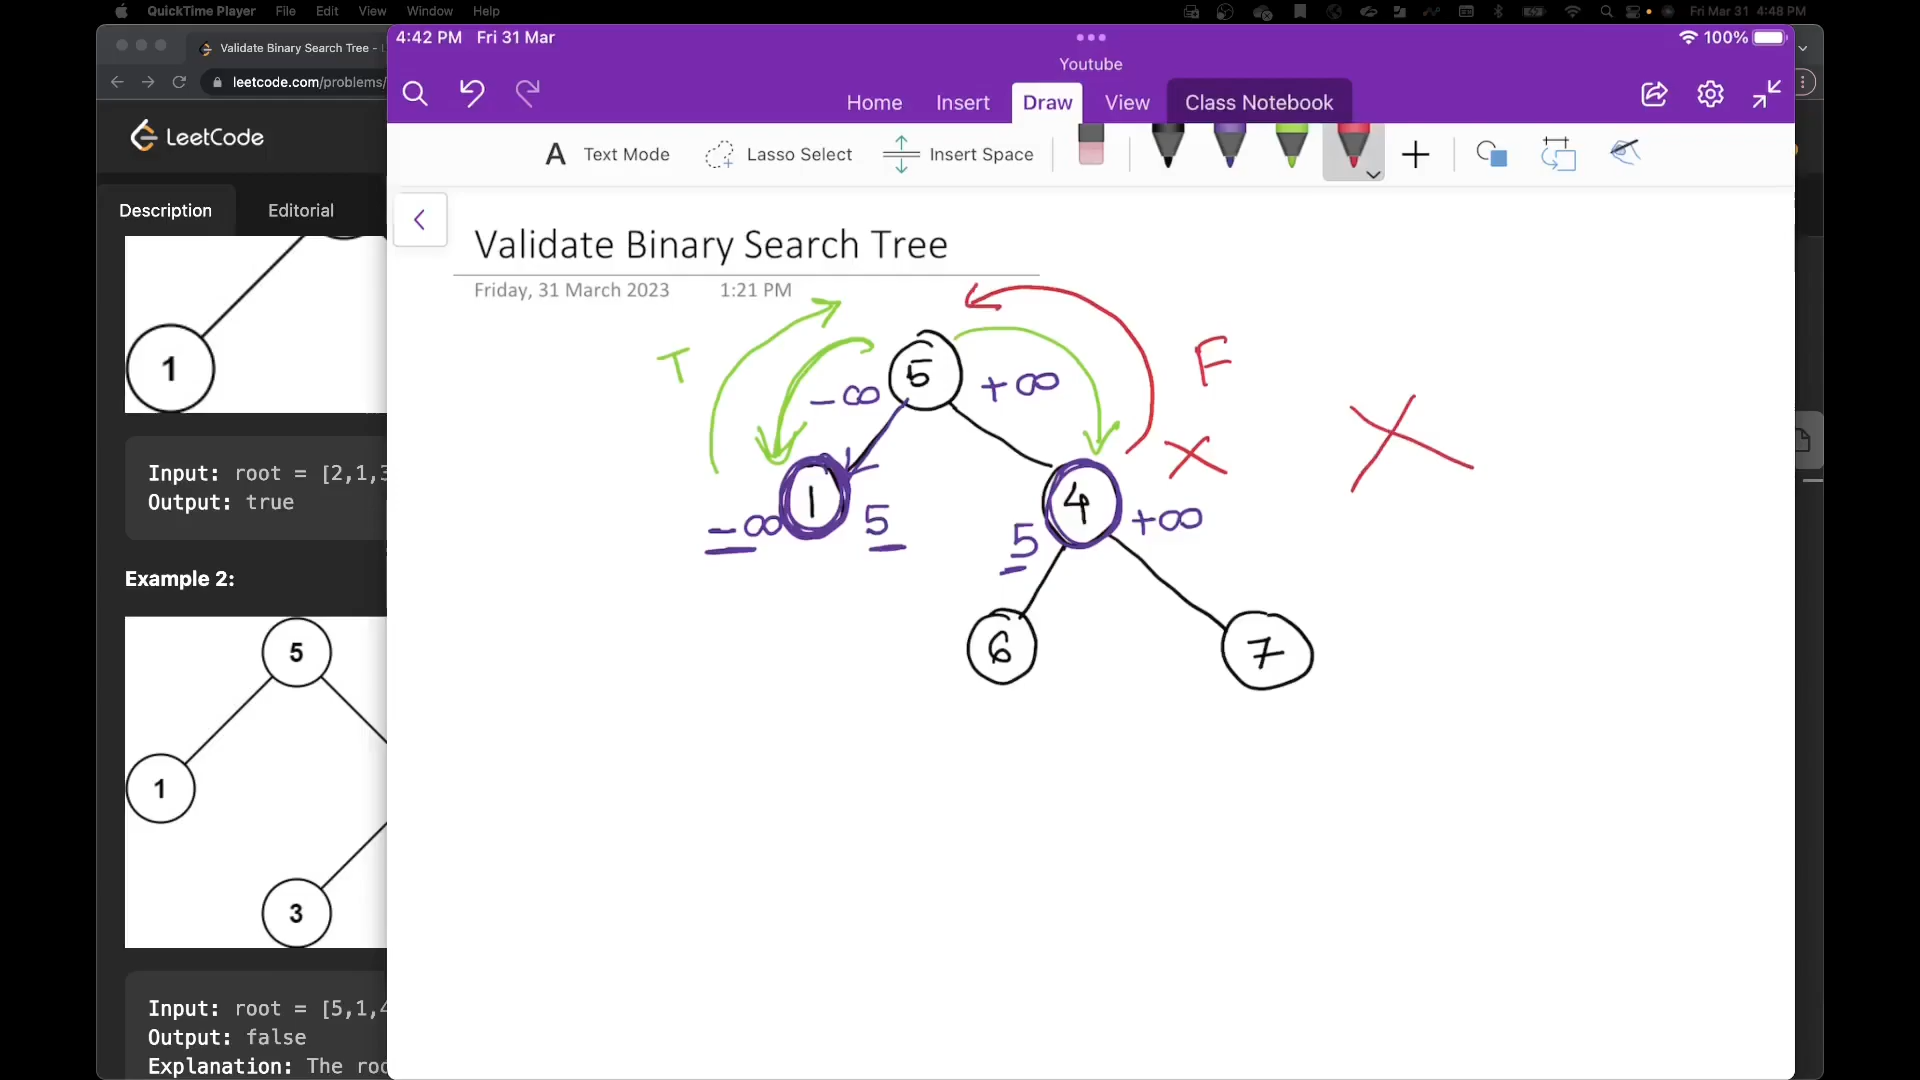 QuickTime Player File Edit View Window Help Fri Mar 31 4:48 PM
Validate Binary Search Tree - L
4:42 PM Fri 31 Mar
100%
Youtube
leetcode.com/problems/
Home Insert Draw View Class Notebook
LeetCode
A Text Mode Lasso Select Insert Space
Description Editorial
Validate Binary Search Tree
Friday, 31 March 2023 1:21 PM
T
F
5
-∞ +∞
1
1
4
-∞ 5
5 +∞
6
7
Input: root = [2,1,3
Output: true
Example 2:
5
1
3
Input: root = [5,1,4
Output: false
Explanation: The roo